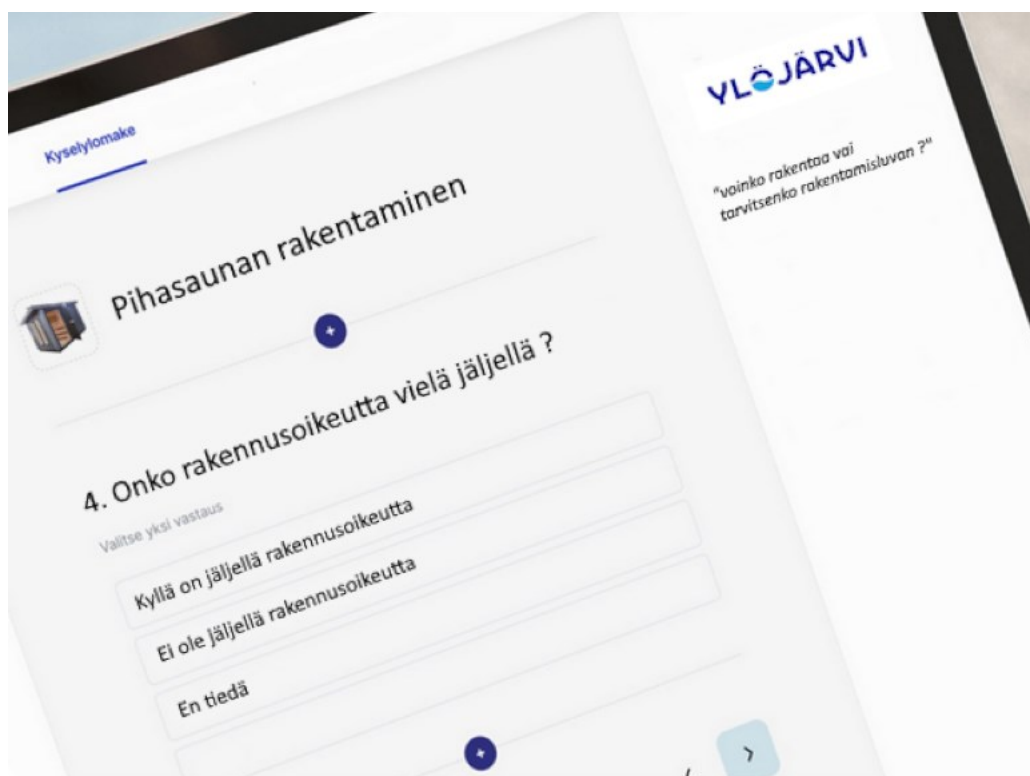 Kyselylomake
Pihasaunan rakentaminen
4. Onko rakennusoikeutta vielä jäljellä ?
Valitse yksi vastaus
Kyllä on jäljellä rakennusoikeutta
Ei ole jäljellä rakennusoikeutta
En tiedä
YLÖJÄRVI
"voinko rakentaa vai
tarvitsenko rakentamisluvan ?"